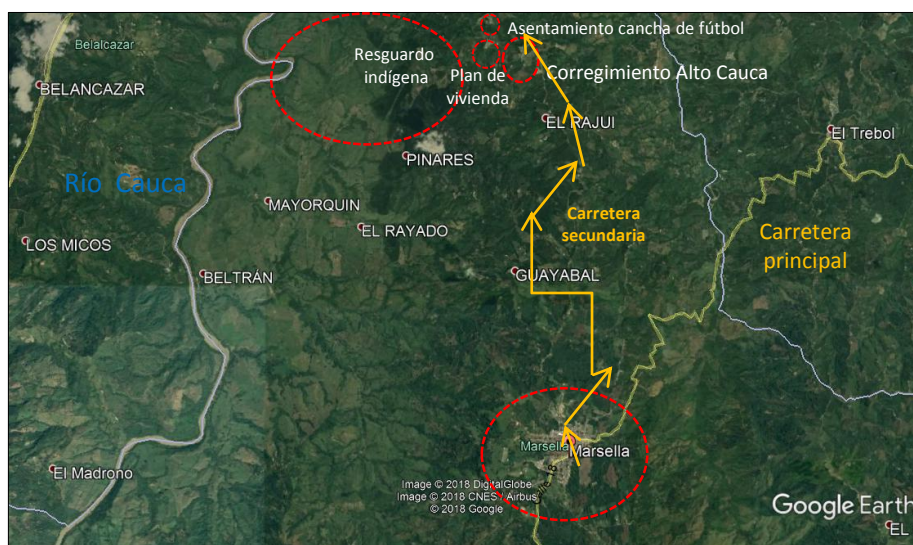 Asentamiento cancha de fútbol
Belalcazar
Resguardo
indígena
Plan de
vivienda
Corregimiento Alto Cauca
BELANCAZAR
EL RAJUI
El Trebol
PINARES
Río Cauca
MAYORQUIN
EL RAYADO
Carretera
secundaria
Carretera
principal
LOS MICOS
BELTRÁN
GUAYABAL
Marsella
Marsella
El Madrono
Image © 2018 DigitalGlobe
Image © 2018 CNES / Airbus
© 2018 Google
Google Earth
EL